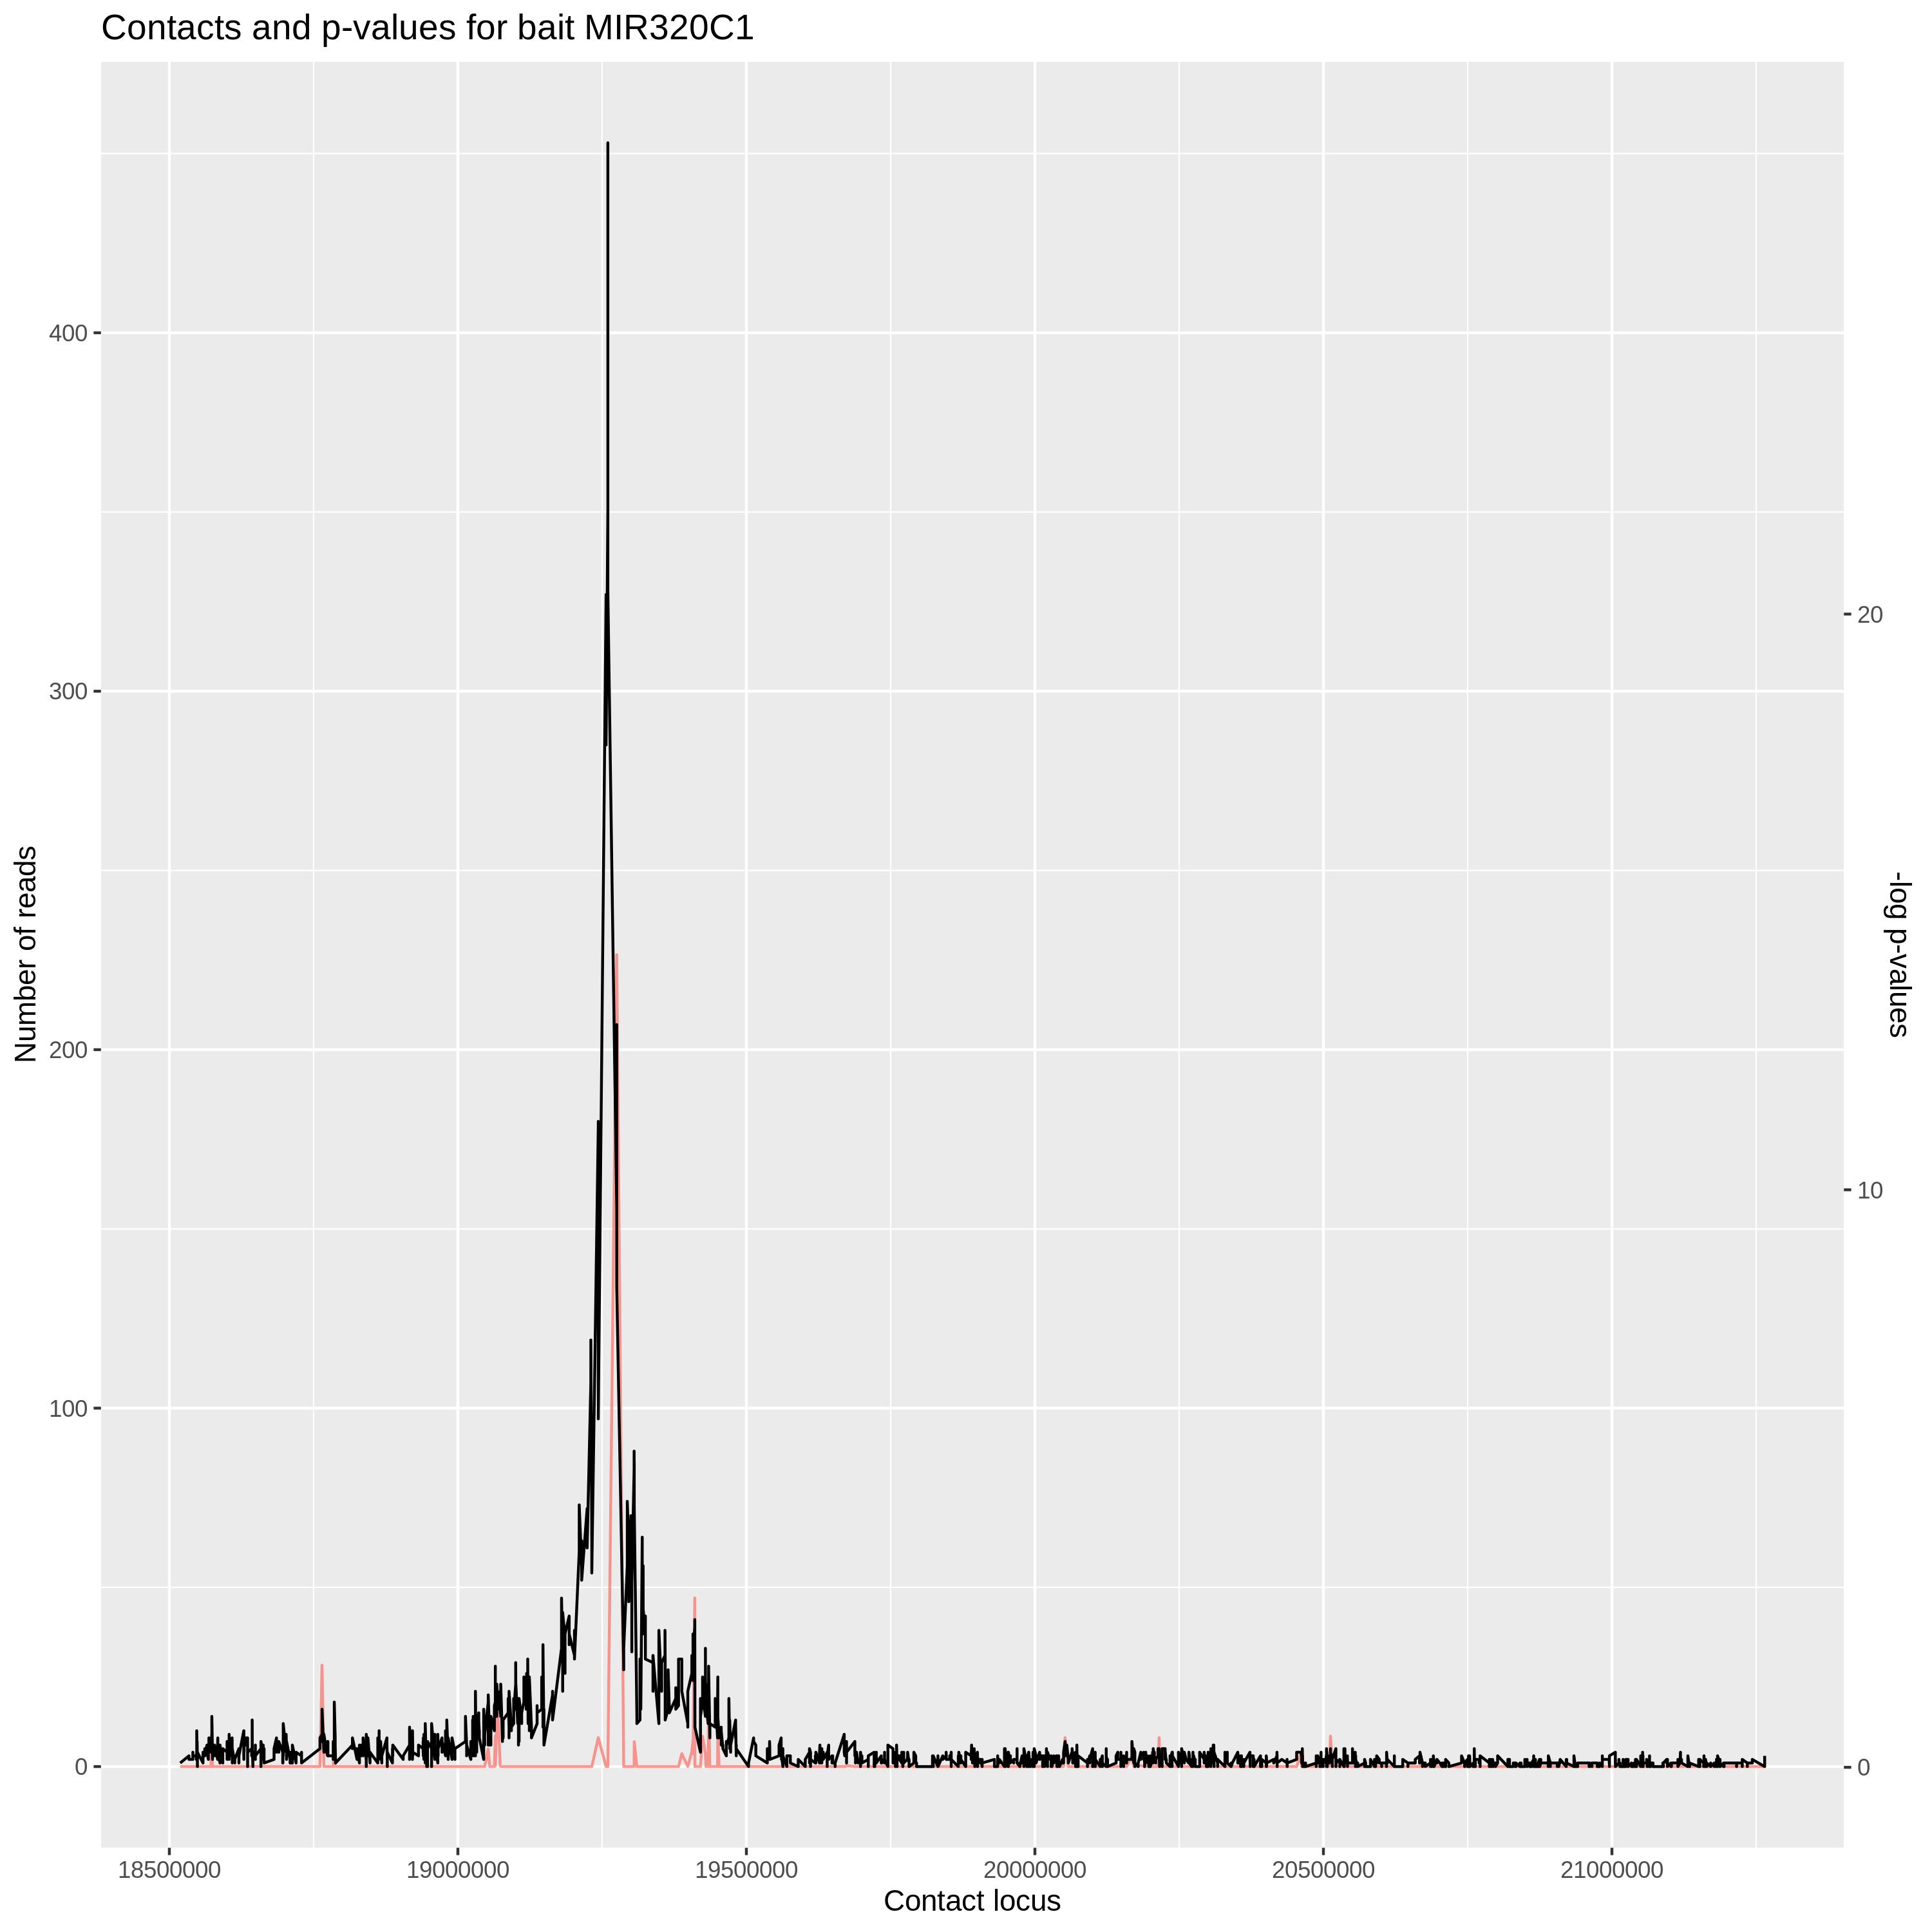 Contacts and p-values for bait MIR320C1
Number of reads
400
300
200
100
0
20
10
0
-log p-values
18500000 19000000 19500000 20000000 20500000 21000000
Contact locus